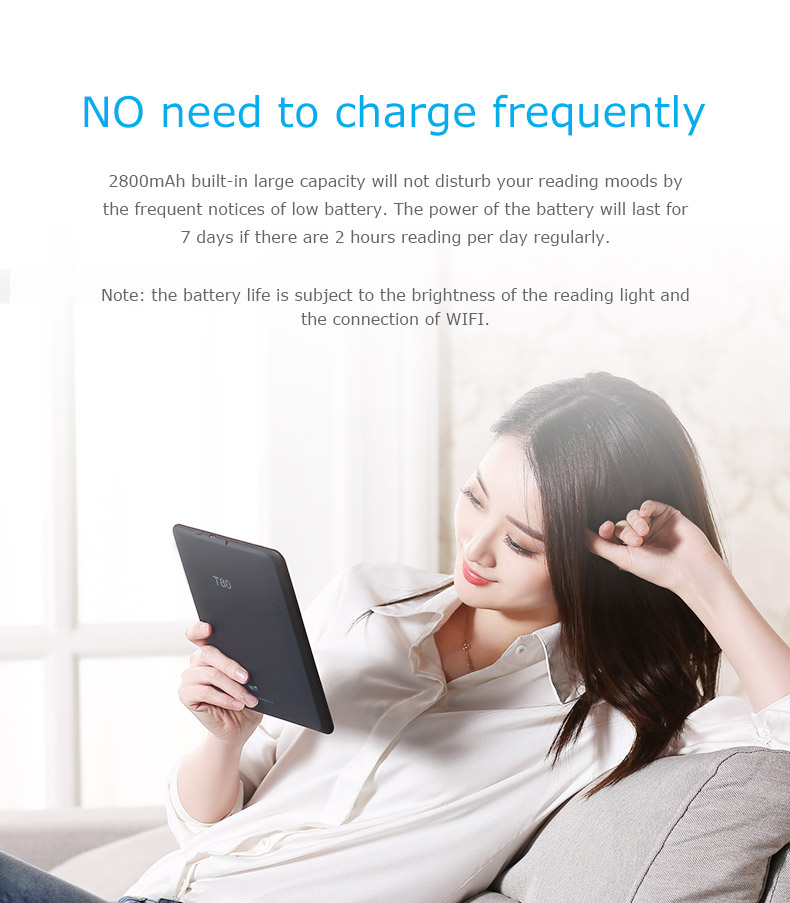 NO need to charge frequently
2800mAh built-in large capacity will not disturb your reading moods by
the frequent notices of low battery. The power of the battery will last for
7 days if there are 2 hours reading per day regularly.
Note: the battery life is subject to the brightness of the reading light and
the connection of WIFI.
T80